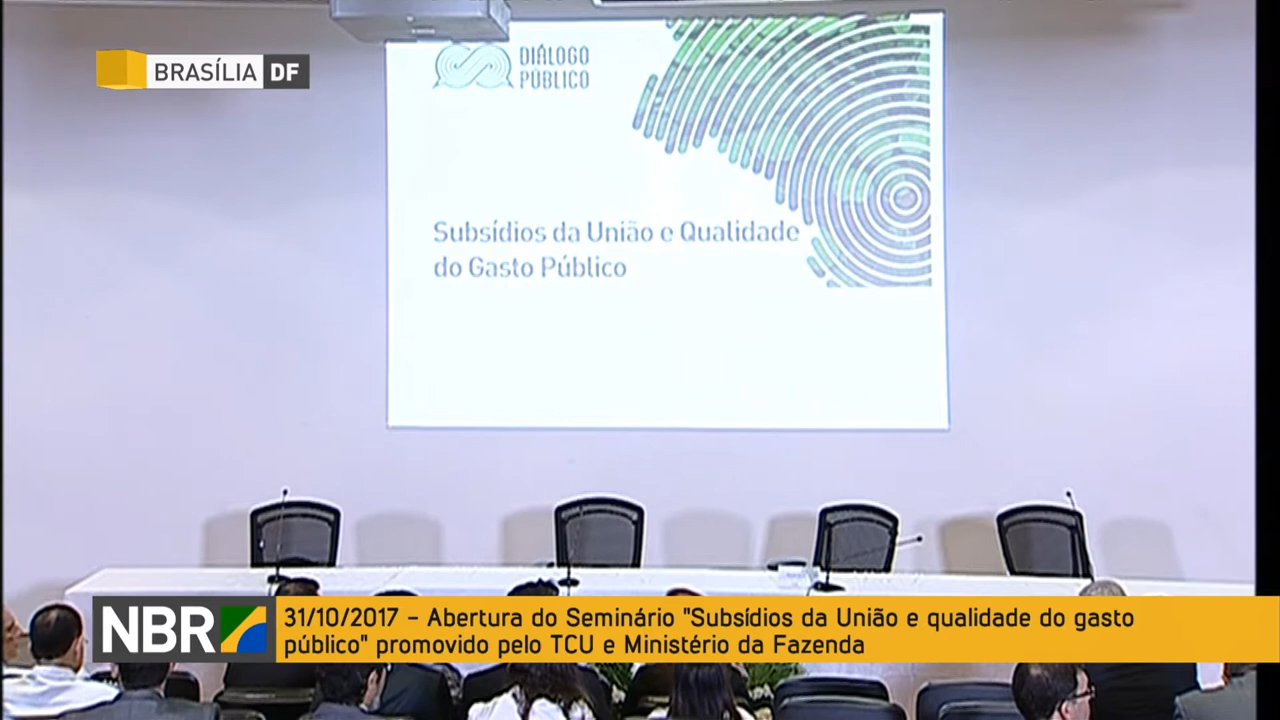 BRASÍLIA DF
DIÁLOGO
PÚBLICO
Subsídios da União e Qualidade
do Gasto Público
NBR
31/10/2017 - Abertura do Seminário "Subsídios da União e qualidade do gasto
público" promovido pelo TCU e Ministério da Fazenda